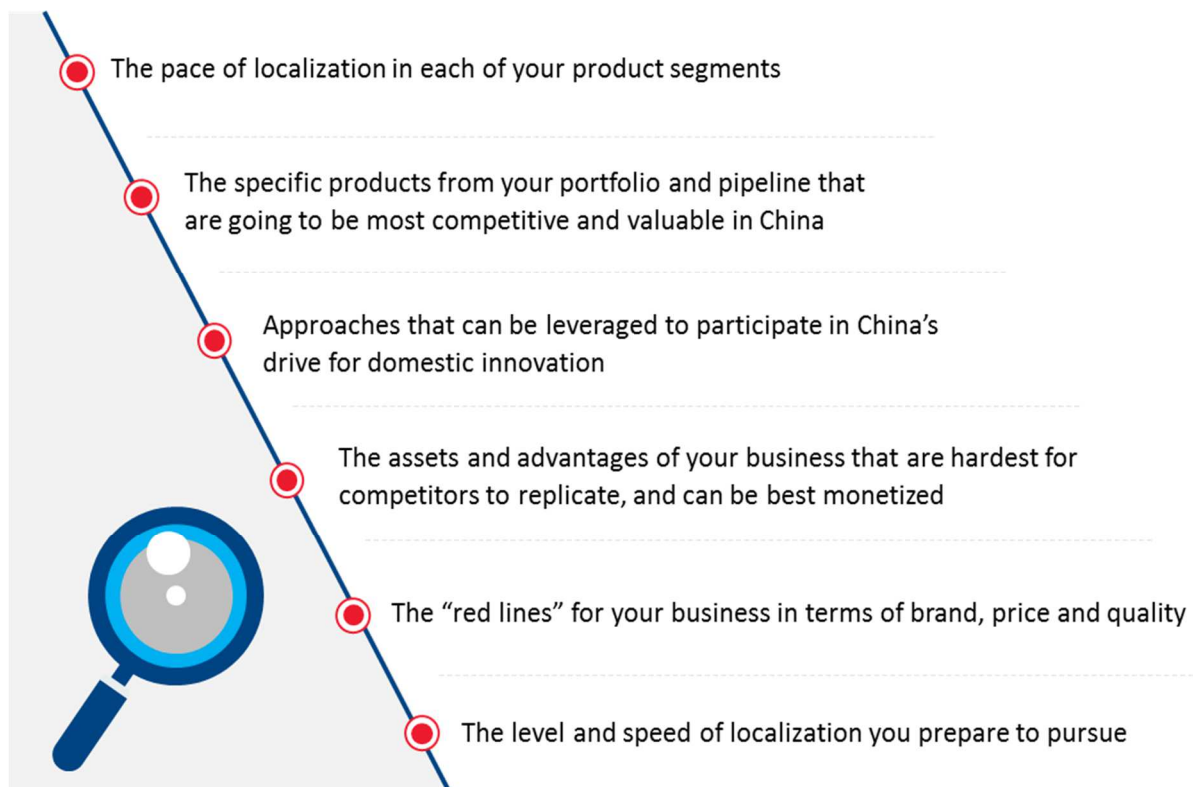 The pace of localization in each of your product segments
The specific products from your portfolio and pipeline that
are going to be most competitive and valuable in China
Approaches that can be leveraged to participate in China’s
drive for domestic innovation
The assets and advantages of your business that are hardest for
competitors to replicate, and can be best monetized
The “red lines” for your business in terms of brand, price and quality
The level and speed of localization you prepare to pursue